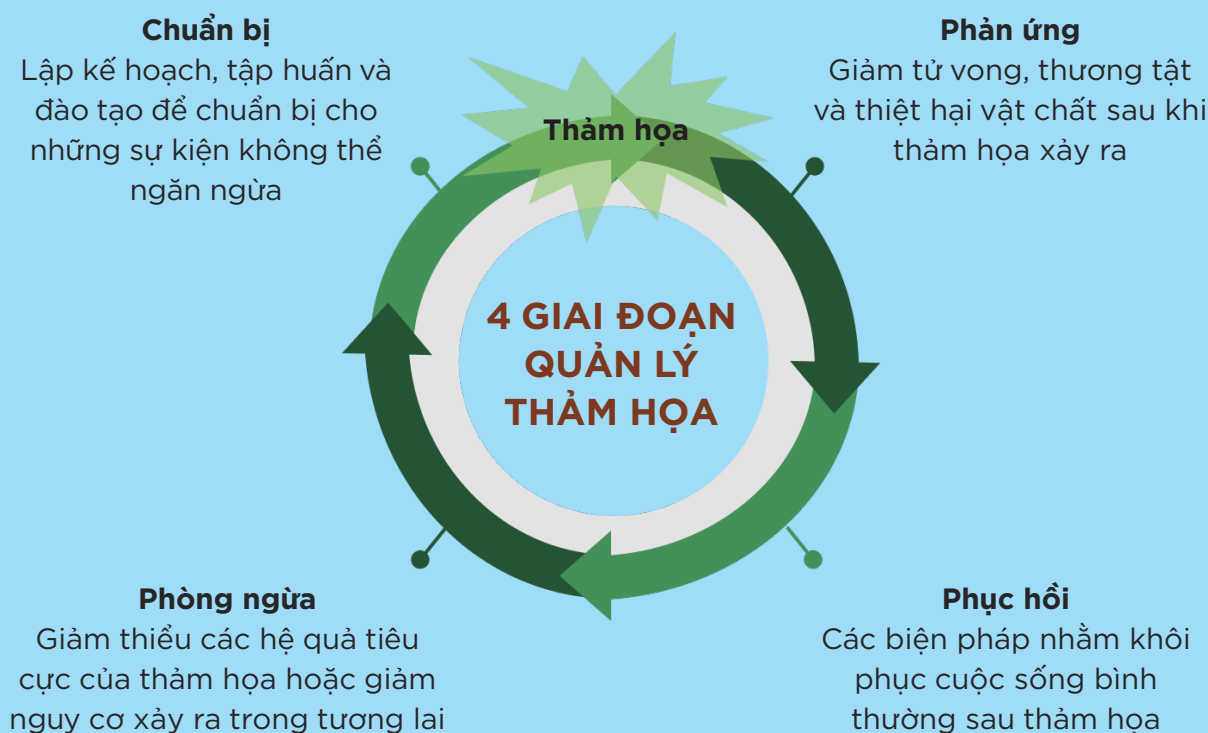 Chuẩn bị
Lập kế hoạch, tập huấn và
đào tạo để chuẩn bị cho
những sự kiện không thể
ngăn ngừa
Thảm họa
Phản ứng
Giảm tử vong, thương tật
và thiệt hại vật chất sau khi
thảm họa xảy ra
4 GIAI ĐOẠN
QUẢN LÝ
THẢM HỌA
Phòng ngừa
Giảm thiểu các hệ quả tiêu
cực của thảm họa hoặc giảm
nguy cơ xảy ra trong tương lai
Phục hồi
Các biện pháp nhằm khôi
phục cuộc sống bình
thường sau thảm họa